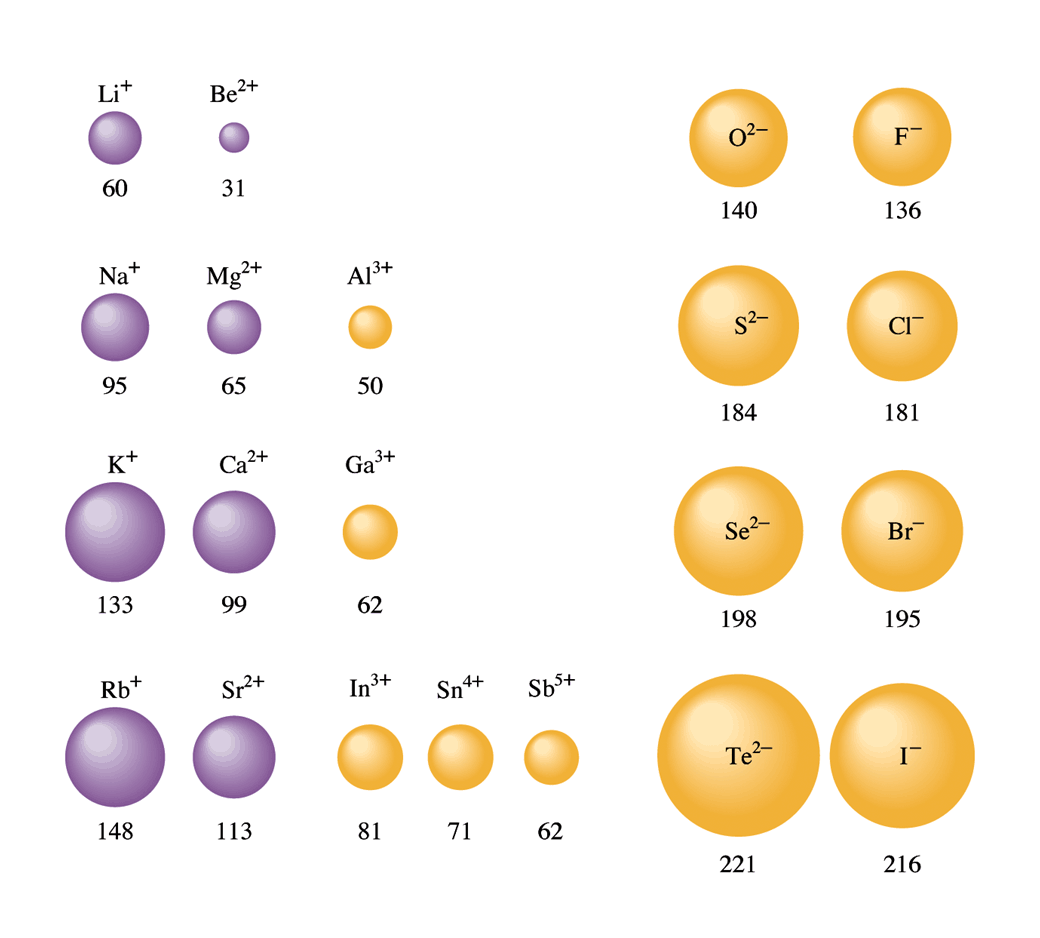 Li⁺ Be²⁺
O²⁻ F⁻
60 31
140 136
Na⁺ Mg²⁺ Al³⁺
S²⁻ Cl⁻
95 65 50
184 181
K⁺ Ca²⁺ Ga³⁺
Se²⁻ Br⁻
133 99 62
198 195
Rb⁺ Sr²⁺ In³⁺ Sn⁴⁺ Sb⁵⁺
Te²⁻ I⁻
148 113 81 71 62
221 216